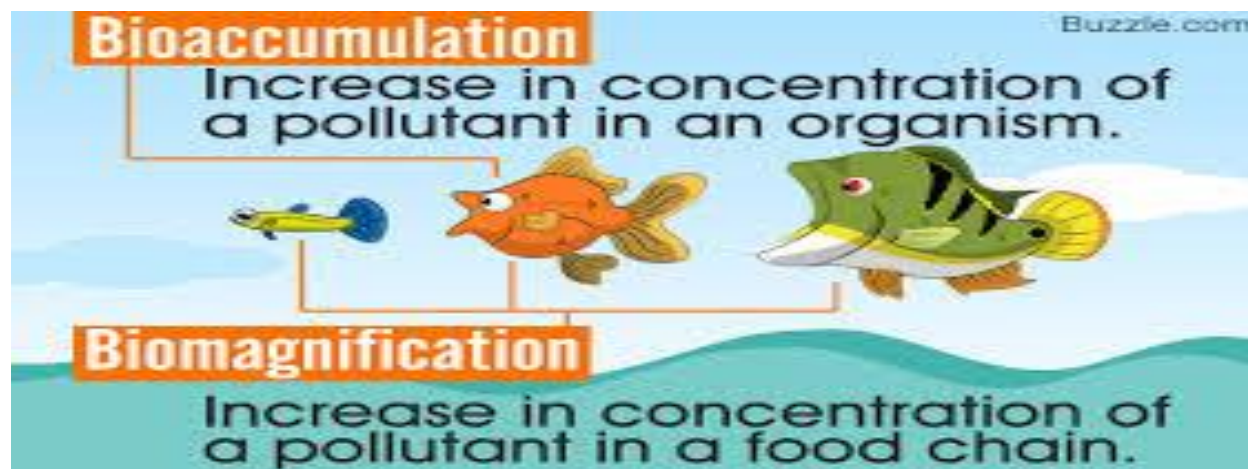 Buzzle.com
Bioaccumulation
Increase in concentration of
a pollutant in an organism.
Biomagnification
Increase in concentration of
a pollutant in a food chain.